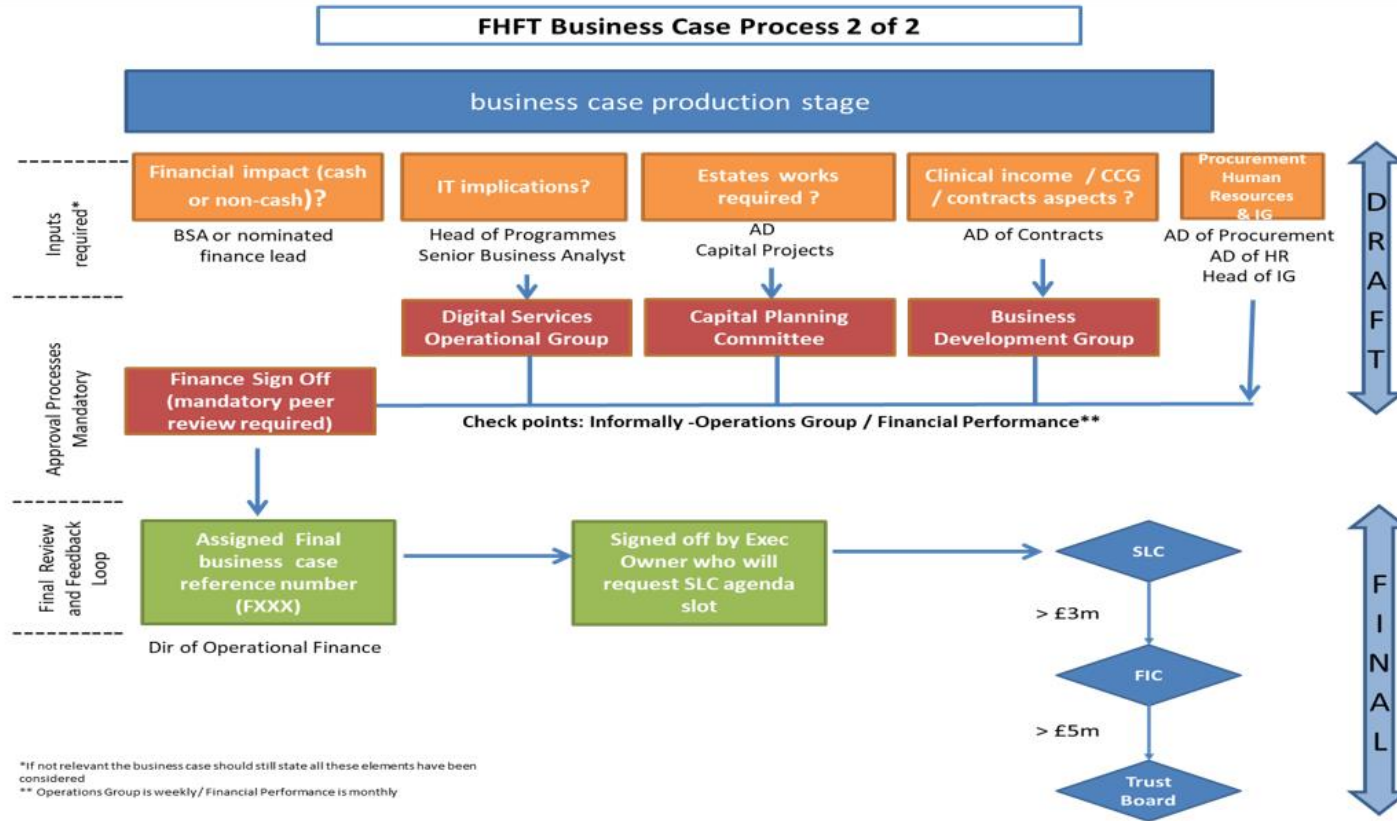 FHFT Business Case Process 2 of 2
business case production stage
Inputs
required*
Financial impact (cash
or non-cash)?
BSA or nominated
finance lead
IT implications?
Head of Programmes
Senior Business Analyst
Estates works
required ?
AD
Capital Projects
Clinical income / CCG
/ contracts aspects ?
AD of Contracts
Procurement
Human
Resources
& IG
AD of Procurement
AD of HR
Head of IG
DRAFT
Approval Processes
Mandatory
Digital Services
Operational Group
Capital Planning
Committee
Business
Development Group
Finance Sign Off
(mandatory peer
review required)
Check points: Informally -Operations Group / Financial Performance**
Final Review
and Feedback
Loop
Assigned Final
business case
reference number
(FXXX)
Dir of Operational Finance
Signed off by Exec
Owner who will
request SLC agenda
slot
SLC
> £3m
FIC
> £5m
Trust
Board
FINAL
*If not relevant the business case should still state all these elements have been
considered
** Operations Group is weekly/ Financial Performance is monthly